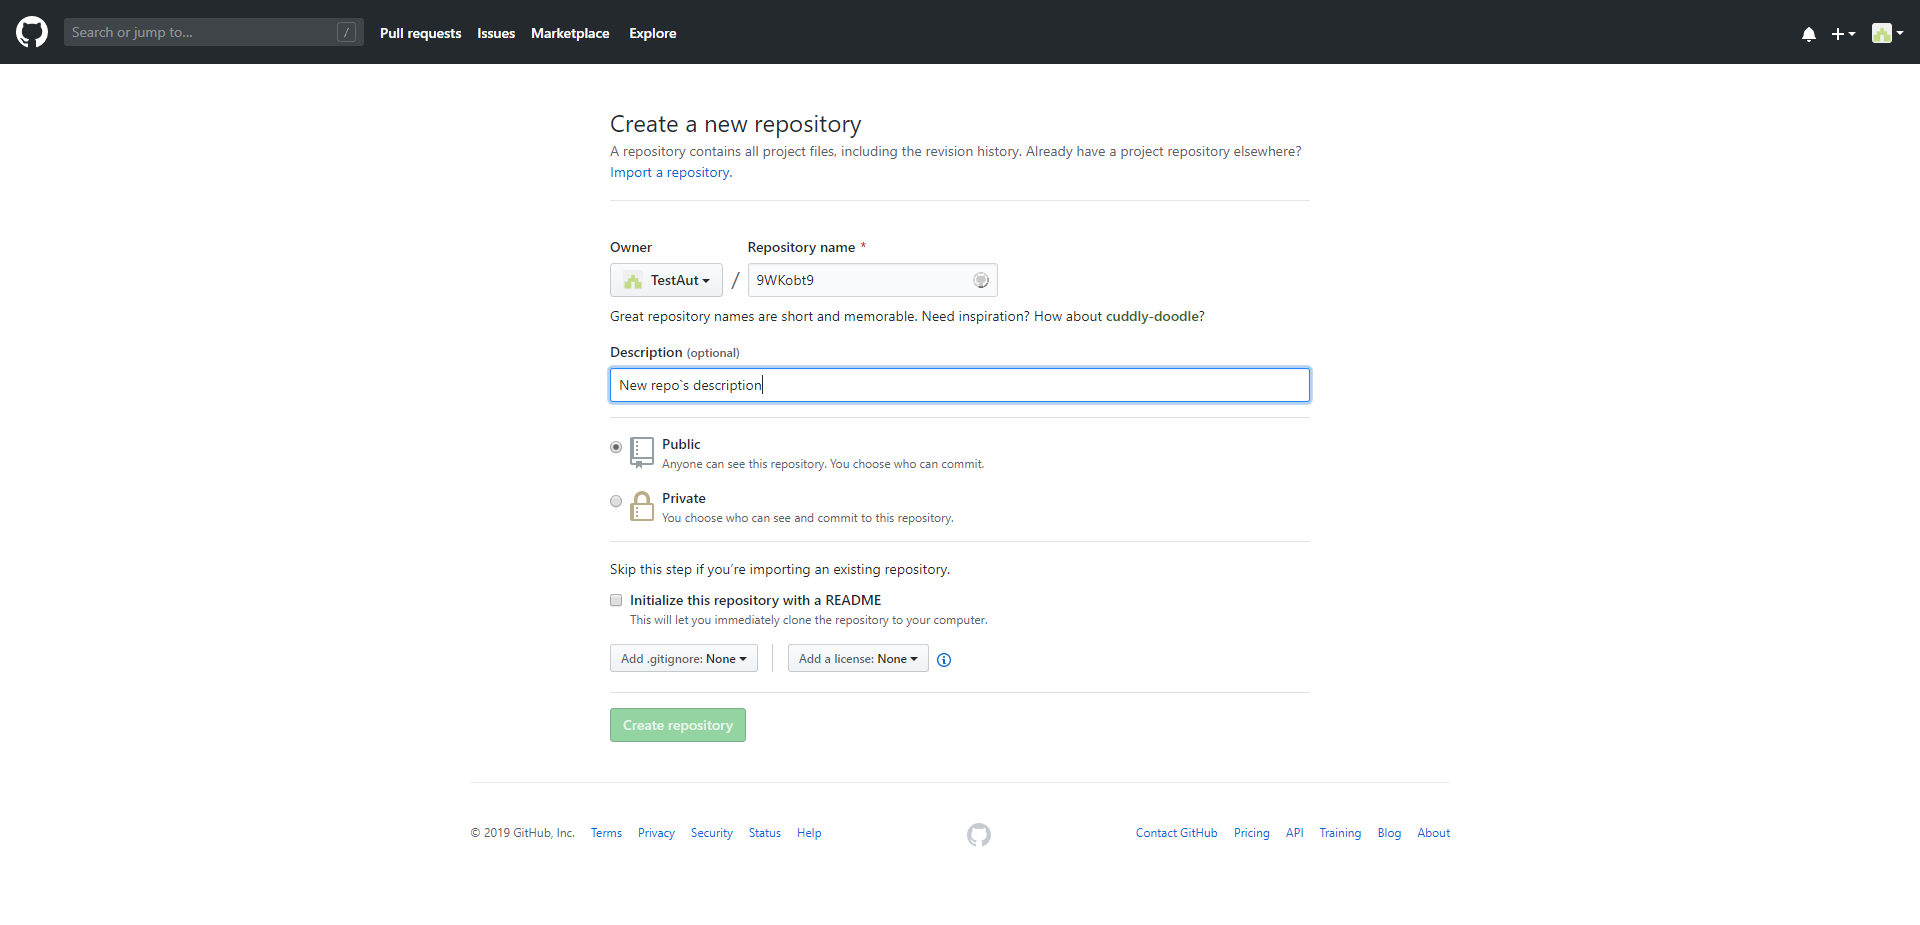 Search or jump to... / Pull requests Issues Marketplace Explore
Create a new repository
A repository contains all project files, including the revision history. Already have a project repository elsewhere?
Import a repository.
Owner Repository name *
TestAut / 9WKobt9
Great repository names are short and memorable. Need inspiration? How about cuddly-doodle?
Description (optional)
New repo`s description
Public
Anyone can see this repository. You choose who can commit.
Private
You choose who can see and commit to this repository.
Skip this step if you’re importing an existing repository.
Initialize this repository with a README
This will let you immediately clone the repository to your computer.
Add .gitignore: None Add a license: None
Create repository
© 2019 GitHub, Inc. Terms Privacy Security Status Help Contact GitHub Pricing API Training Blog About